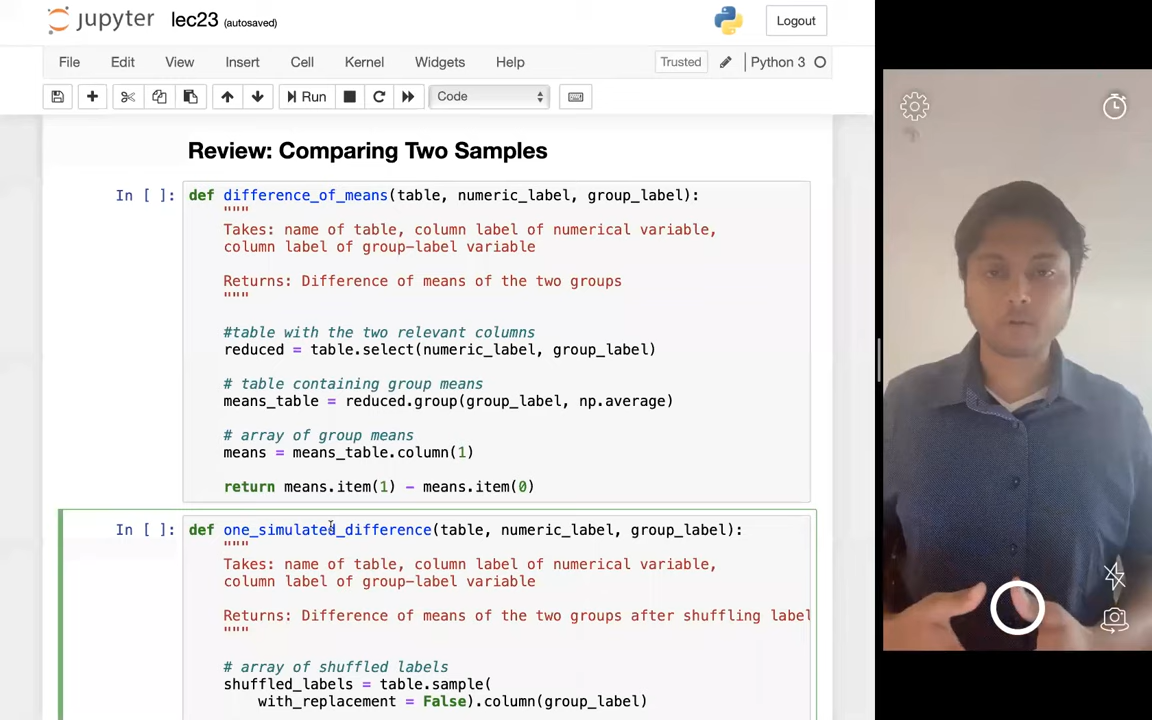 jupyter lec23 (autosaved) Logout
File Edit View Insert Cell Kernel Widgets Help Trusted Python 3
Run Code
Review: Comparing Two Samples
In [ ]: def difference_of_means(table, numeric_label, group_label):
"""
Takes: name of table, column label of numerical variable,
column label of group-label variable
Returns: Difference of means of the two groups
"""
#table with the two relevant columns
reduced = table.select(numeric_label, group_label)
# table containing group means
means_table = reduced.group(group_label, np.average)
# array of group means
means = means_table.column(1)
return means.item(1) - means.item(0)
In [ ]: def one_simulated_difference(table, numeric_label, group_label):
"""
Takes: name of table, column label of numerical variable,
column label of group-label variable
Returns: Difference of means of the two groups after shuffling label
"""
# array of shuffled labels
shuffled_labels = table.sample(
with_replacement = False).column(group_label)